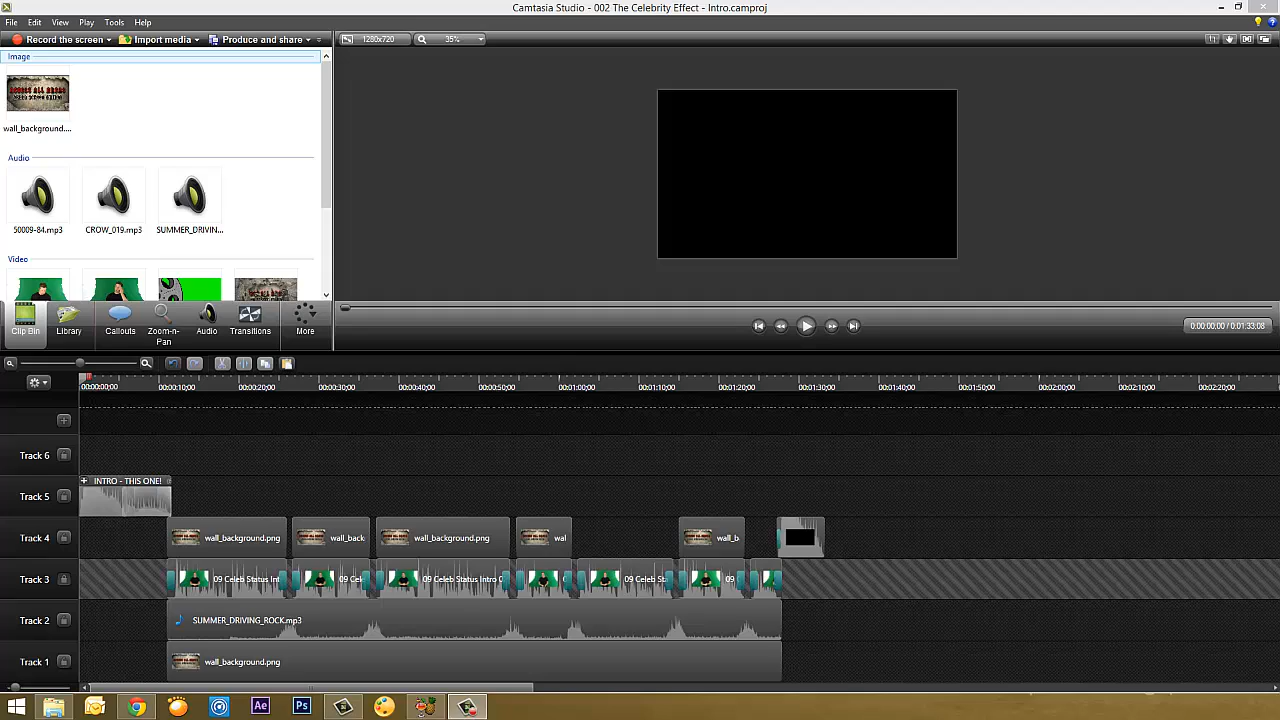 Camtasia Studio - 002 The Celebrity Effect - Intro.camproj
File Edit View Play Tools Help
Record the screen Import media Produce and share
1280x720 35%
Image
wall_background....
Audio
50009-84.mp3 CROW_019.mp3 SUMMER_DRIVIN...
Video
Clip Bin Library Callouts Zoom-n-Pan Audio Transitions More
0:00:00;00 / 0:01:33;08
00:00:00;00 00:00:10;00 00:00:20;00 00:00:30;00 00:00:40;00 00:00:50;00 00:01:00;00 00:01:10;00 00:01:20;00 00:01:30;00 00:01:40;00 00:01:50;00 00:02:00;00 00:02:10;00 00:02:20;00
Track 6
Track 5 INTRO - THIS ONE!
Track 4 wall_background.png wall_back wall_background.png wal wall_b
Track 3 09 Celeb Status Int 09 Cel 09 Celeb Status Intro C 09 Celeb St 09
Track 2 SUMMER_DRIVING_ROCK.mp3
Track 1 wall_background.png
Ae Ps